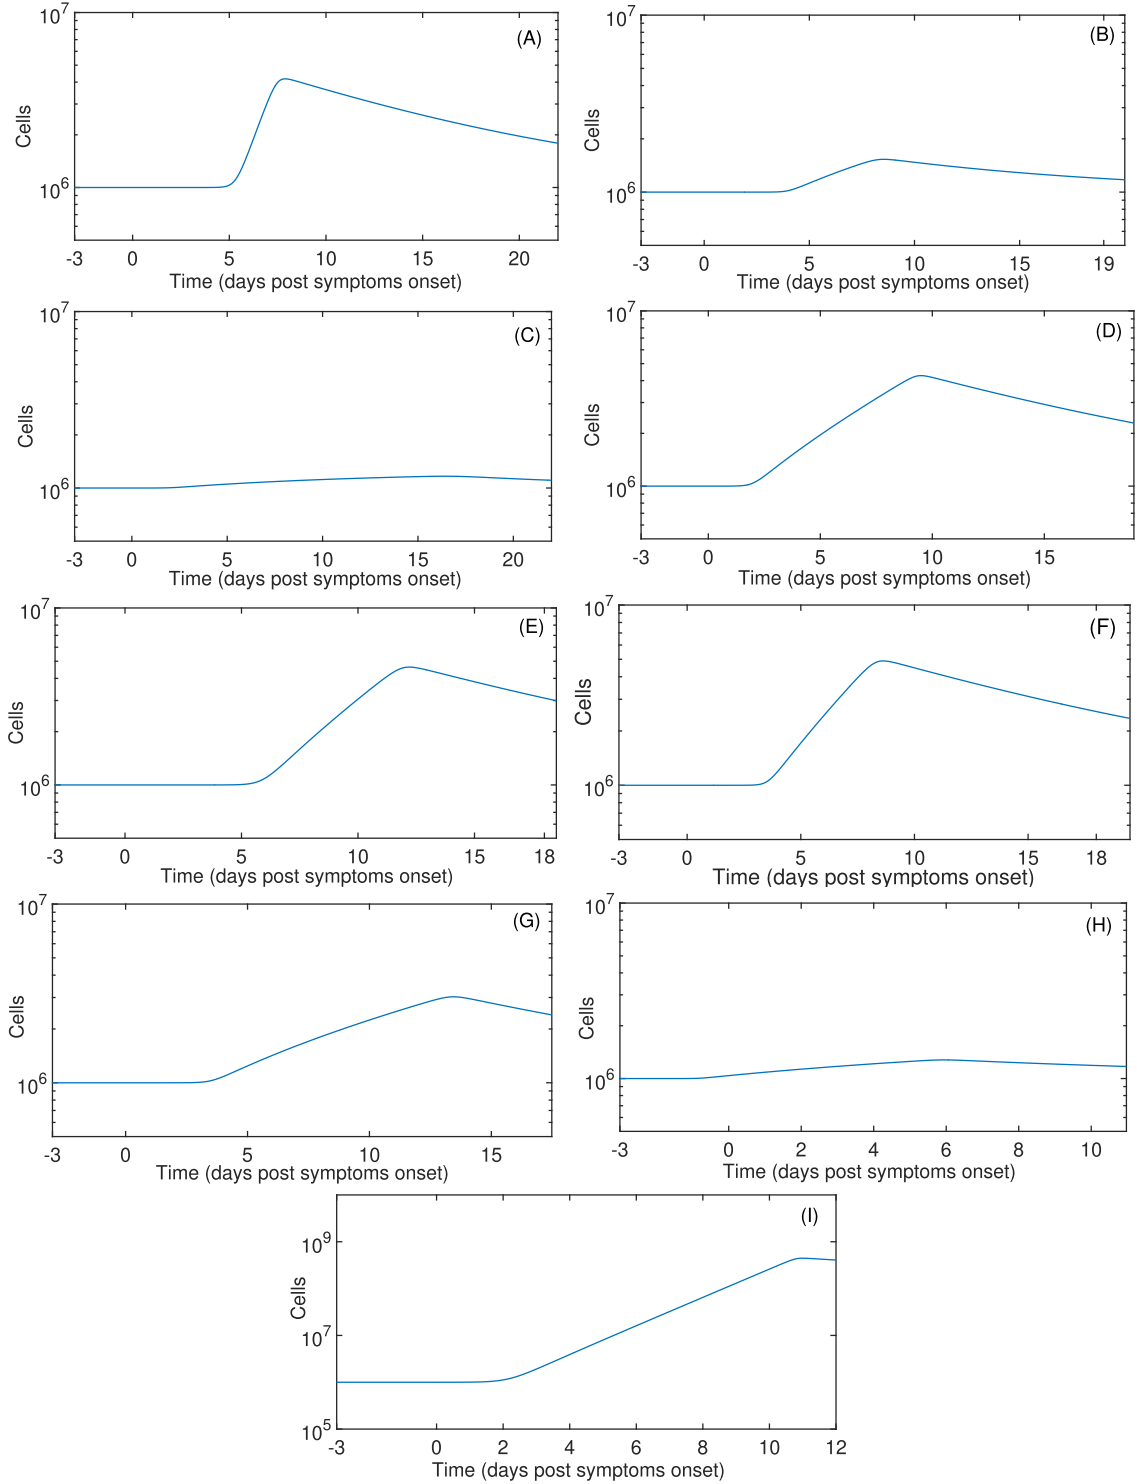 (A)
10^7
10^6
Cells
-3 0 5 10 15 20
Time (days post symptoms onset)
(B)
10^7
10^6
Cells
-3 0 5 10 15 19
Time (days post symptoms onset)
(C)
10^7
10^6
Cells
-3 0 5 10 15 20
Time (days post symptoms onset)
(D)
10^7
10^6
Cells
-3 0 5 10 15
Time (days post symptoms onset)
(E)
10^7
10^6
Cells
-3 0 5 10 15 18
Time (days post symptoms onset)
(F)
10^7
10^6
Cells
-3 0 5 10 15 18
Time (days post symptoms onset)
(G)
10^7
10^6
Cells
-3 0 5 10 15
Time (days post symptoms onset)
(H)
10^7
10^6
Cells
-3 0 2 4 6 8 10
Time (days post symptoms onset)
(I)
10^9
10^7
10^5
Cells
-3 0 2 4 6 8 10 12
Time (days post symptoms onset)